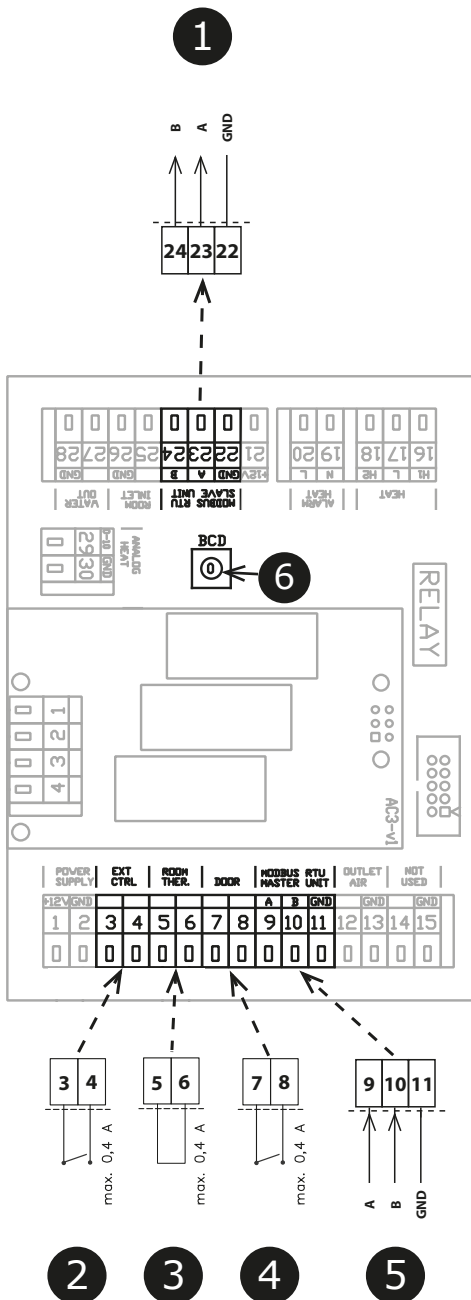 1
B A GND
24 23 22
28 27 26 25 24 23 22 21 20 19 18 17 16
GND GND B A GND +12V L N H2 L H1
WATER OUT
ROOM INLET
MODBUS RTU SLAVE UNIT
ALARM HEAT
HEAT
0-10 GND
29 30
ANALOG HEAT
BCD
0
6
RELAY
1
2
3
4
AC3-v1
POWER SUPPLY
EXT CTRL
ROOM THER.
DOOR
MODBUS RTU MASTER UNIT
OUTLET AIR
NOT USED
+12V GND A B GND GND GND
1 2 3 4 5 6 7 8 9 10 11 12 13 14 15
3 4
5 6
7 8
9 10 11
max. 0,4 A
max. 0,4 A
max. 0,4 A
A B GND
2 3 4 5